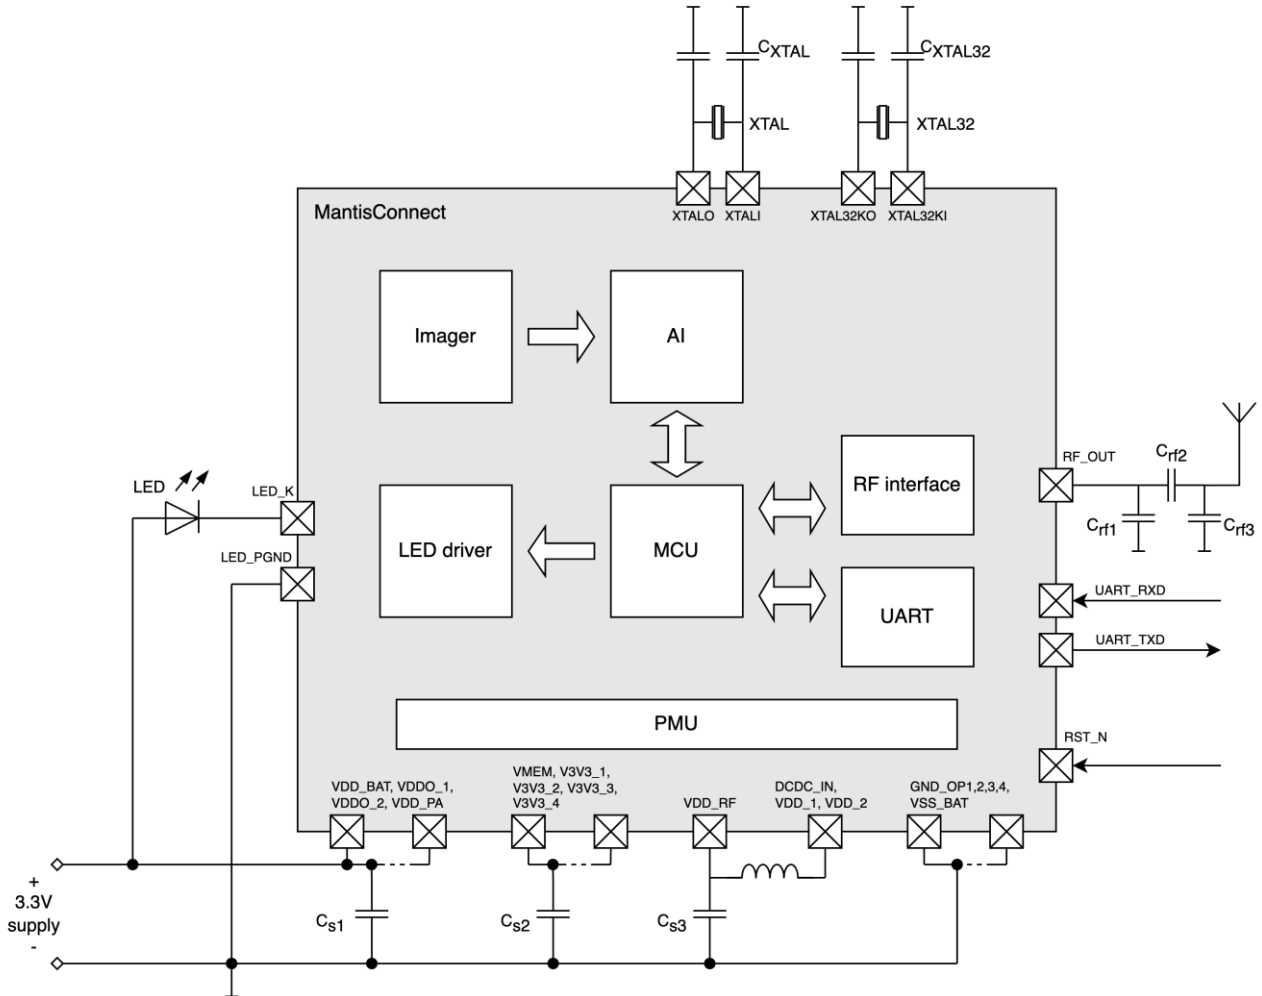 CXTAL
CXTAL32
XTAL
XTAL32
MantisConnect
XTALO
XTALI
XTAL32KO
XTAL32KI
Imager
AI
RF_OUT
Crf2
LED
LED_K
RF interface
Crf1
Crf3
LED_PGND
LED driver
MCU
UART_RXD
UART
UART_TXD
PMU
RST_N
VDD_BAT, VDDO_1,
VDDO_2, VDD_PA
VMEM, V3V3_1,
V3V3_2, V3V3_3,
V3V3_4
VDD_RF
DCDC_IN,
VDD_1, VDD_2
GND_OP1,2,3,4,
VSS_BAT
+
3.3V
supply
-
Cs1
Cs2
Cs3